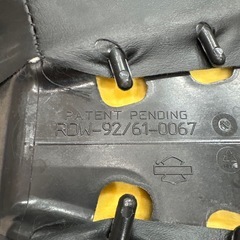 PATENT PENDING
RDW-92/61-0067